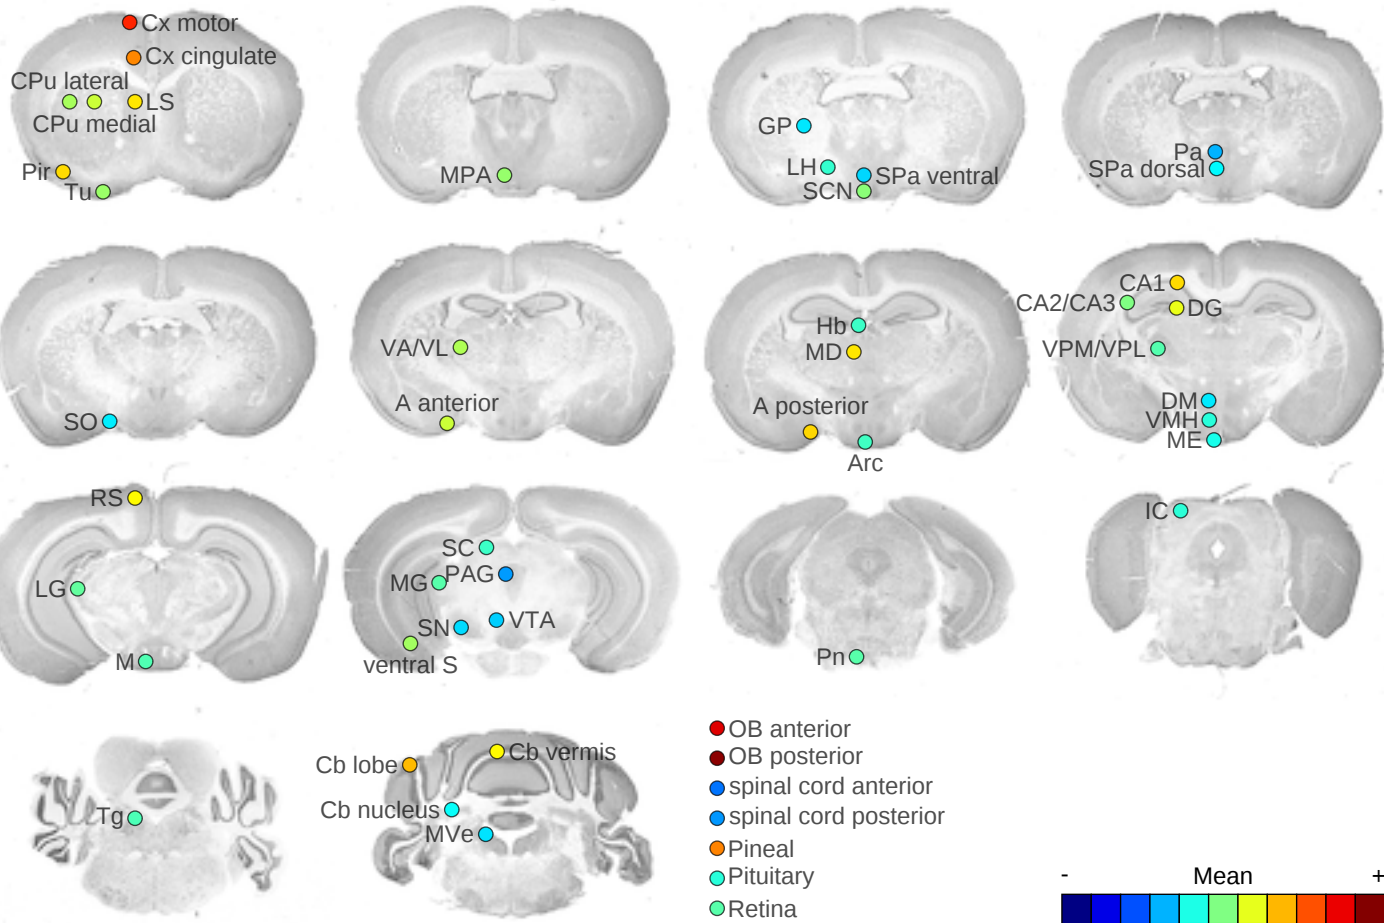 Cx motor
Cx cingulate
CPu lateral
LS
CPu medial
Pir
Tu
MPA
GP
LH
SPa ventral
SCN
Pa
SPa dorsal
SO
VA/VL
A anterior
Hb
MD
A posterior
Arc
CA1
CA2/CA3
DG
VPM/VPL
DM
VMH
ME
RS
LG
M
SC
MG
PAG
SN
VTA
ventral S
Pn
IC
Tg
Cb lobe
Cb vermis
Cb nucleus
MVe
OB anterior
OB posterior
spinal cord anterior
spinal cord posterior
Pineal
Pituitary
Retina
- Mean +